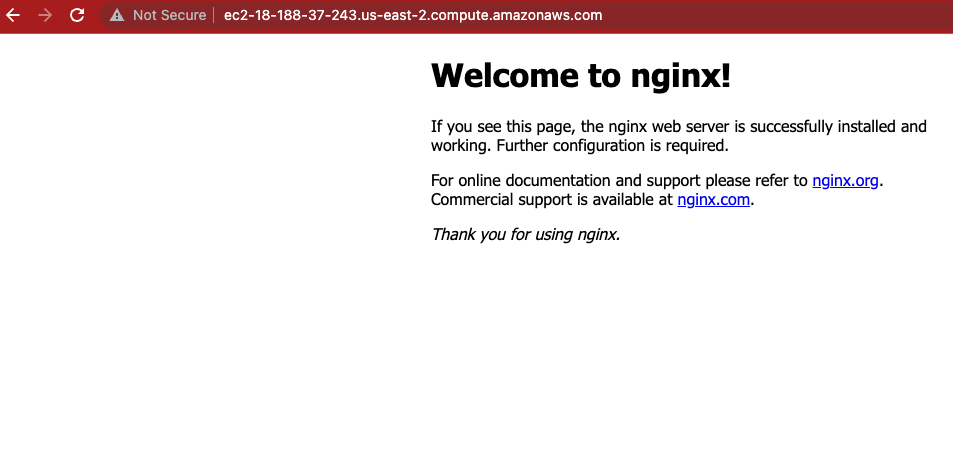 Not Secure ec2-18-188-37-243.us-east-2.compute.amazonaws.com
Welcome to nginx!
If you see this page, the nginx web server is successfully installed and
working. Further configuration is required.
For online documentation and support please refer to nginx.org.
Commercial support is available at nginx.com.
Thank you for using nginx.